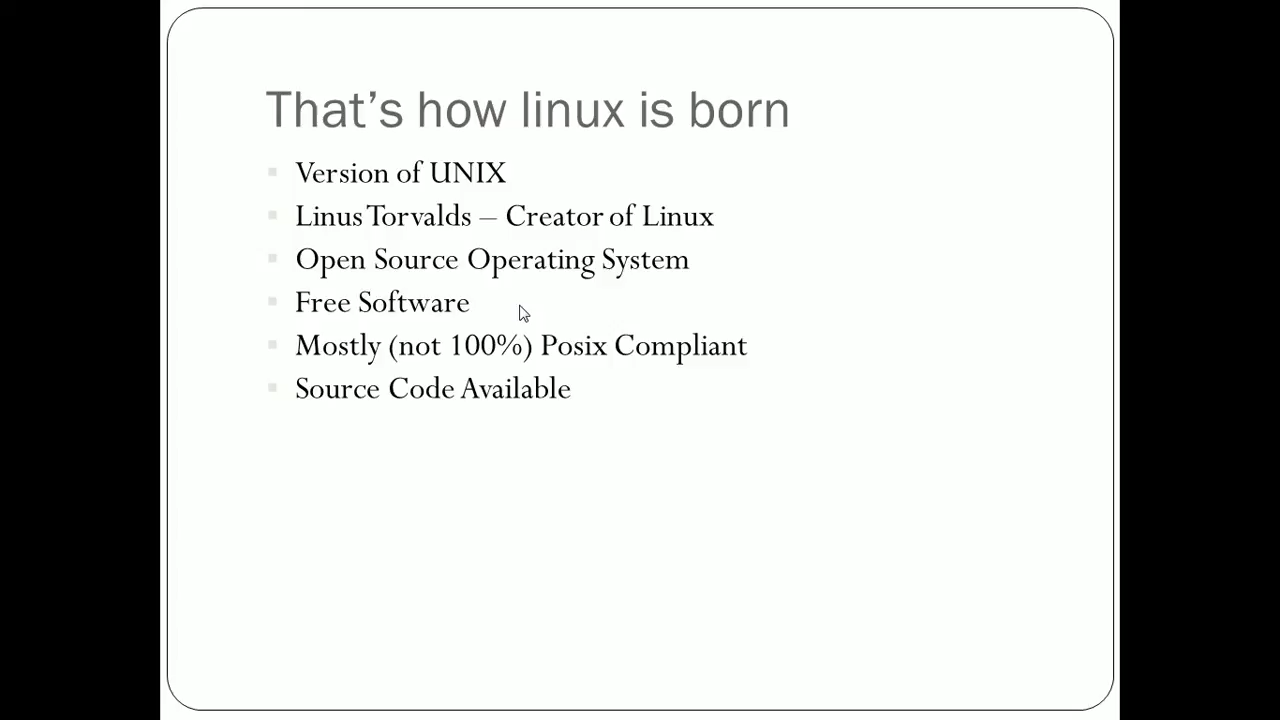 That's how linux is born
Version of UNIX
Linus Torvalds – Creator of Linux
Open Source Operating System
Free Software
Mostly (not 100%) Posix Compliant
Source Code Available